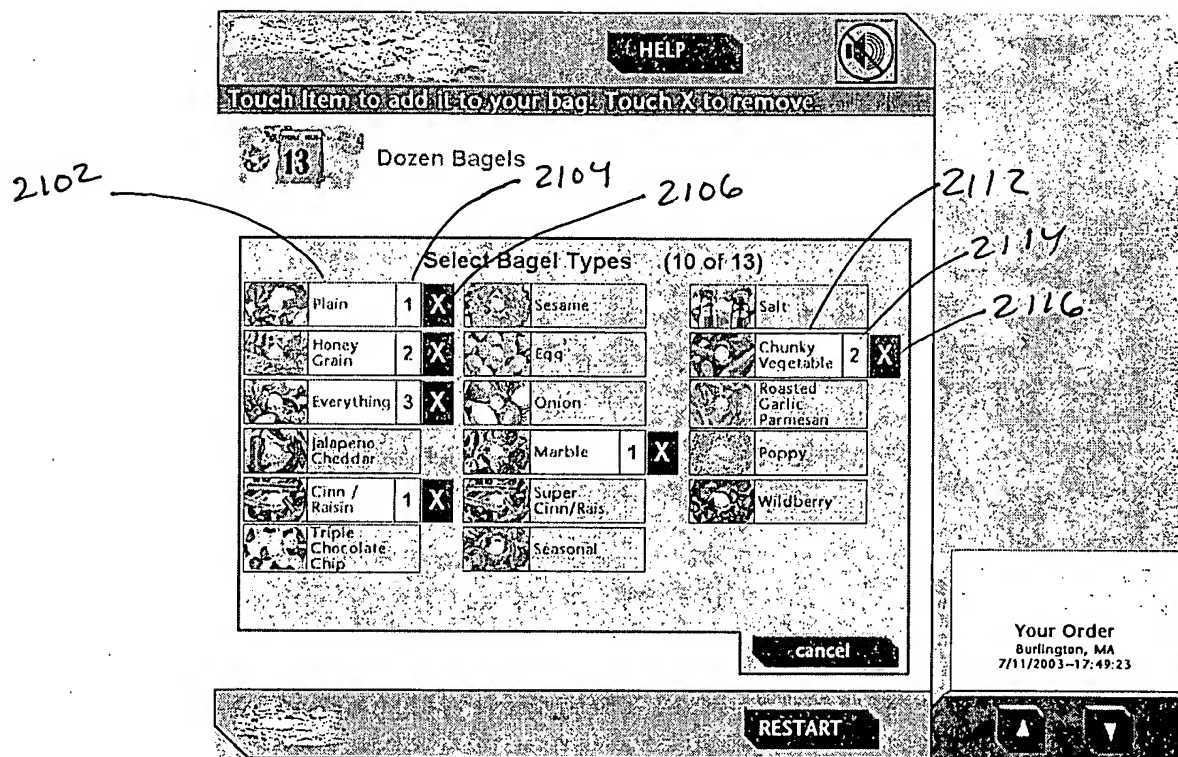 HELP
Touch Item to add it to your bag. Touch X to remove.
13
Dozen Bagels
2102
2104
2106
2112
2114
2116
Select Bagel Types (10 of 13)
Plain 1 X
Honey
Grain 2 X
Everything 3 X
Jalapeno
Cheddar
Cinn /
Raisin 1 X
Triple
Chocolate
Chip
Sesame
Egg
Onion
Marble 1 X
Super
Cinn/Rais.
Seasonal
Salt
Chunky
Vegetable 2 X
Roasted
Garlic
Parmesan
Poppy
Wildberry
cancel
Your Order
Burlington, MA
7/11/2003--17:49:23
RESTART